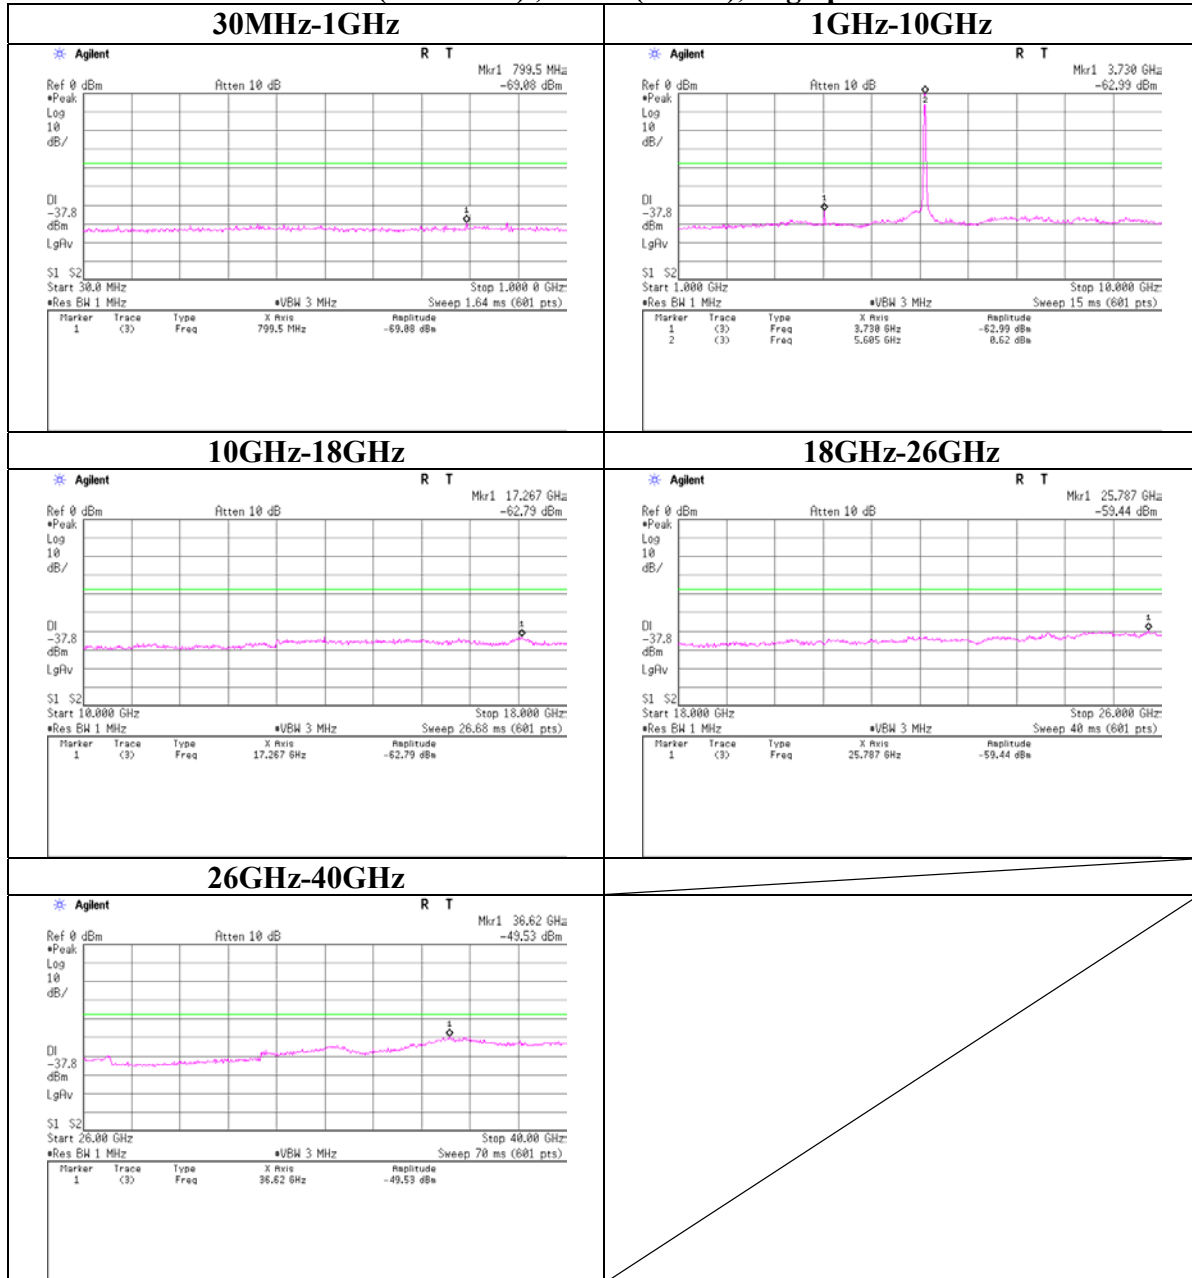 30MHz-1GHz
Agilent R T
Mkr1 799.5 MHz
Ref 0 dBm Atten 10 dB -69.08 dBm
*Peak
Log
10
dB/
1
DI
-37.8
dBm
LgAv
S1 S2
Start 30.0 MHz Stop 1.000 0 GHz
*Res BW 1 MHz *VBW 3 MHz Sweep 1.64 ms (601 pts)
Marker Trace Type X Axis Amplitude
1 (3) Freq 799.5 MHz -69.08 dBm
1GHz-10GHz
Agilent R T
Mkr1 3.730 GHz
Ref 0 dBm Atten 10 dB -62.99 dBm
*Peak
Log
10
dB/
2
1
DI
-37.8
dBm
LgAv
S1 S2
Start 1.000 GHz Stop 10.000 GHz
*Res BW 1 MHz *VBW 3 MHz Sweep 15 ms (601 pts)
Marker Trace Type X Axis Amplitude
1 (3) Freq 3.730 GHz -62.99 dBm
2 (3) Freq 5.605 GHz 0.62 dBm
10GHz-18GHz
Agilent R T
Mkr1 17.267 GHz
Ref 0 dBm Atten 10 dB -62.79 dBm
*Peak
Log
10
dB/
1
DI
-37.8
dBm
LgAv
S1 S2
Start 10.000 GHz Stop 18.000 GHz
*Res BW 1 MHz *VBW 3 MHz Sweep 26.68 ms (601 pts)
Marker Trace Type X Axis Amplitude
1 (3) Freq 17.267 GHz -62.79 dBm
18GHz-26GHz
Agilent R T
Mkr1 25.787 GHz
Ref 0 dBm Atten 10 dB -59.44 dBm
*Peak
Log
10
dB/
1
DI
-37.8
dBm
LgAv
S1 S2
Start 18.000 GHz Stop 26.000 GHz
*Res BW 1 MHz *VBW 3 MHz Sweep 40 ms (601 pts)
Marker Trace Type X Axis Amplitude
1 (3) Freq 25.787 GHz -59.44 dBm
26GHz-40GHz
Agilent R T
Mkr1 36.62 GHz
Ref 0 dBm Atten 10 dB -49.53 dBm
*Peak
Log
10
dB/
1
DI
-37.8
dBm
LgAv
S1 S2
Start 26.00 GHz Stop 40.00 GHz
*Res BW 1 MHz *VBW 3 MHz Sweep 70 ms (601 pts)
Marker Trace Type X Axis Amplitude
1 (3) Freq 36.62 GHz -49.53 dBm